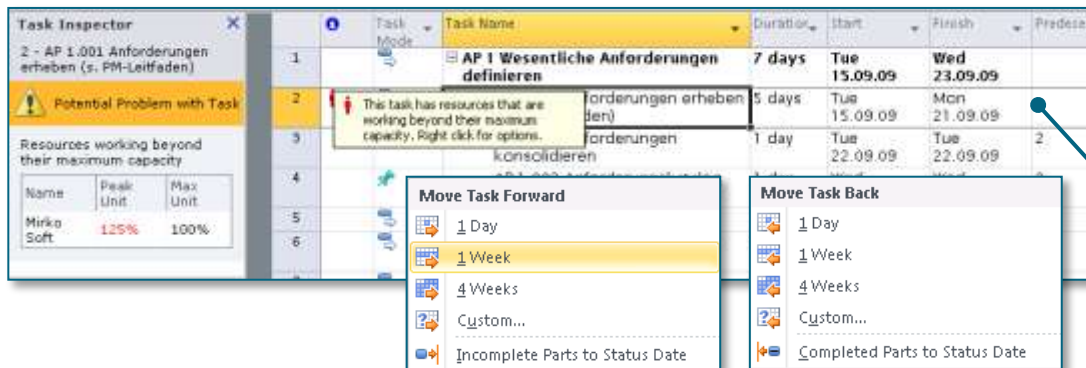 Task Inspector
2 - AP 1.001 Anforderungen
erheben (s. PM-Leitfaden)
Potential Problem with Task
Resources working beyond
their maximum capacity
Name Peak Unit Max Unit
Mirko Soft 125% 100%
Task Mode Task Name Duration Start Finish Predece
1 AP 1 Wesentliche Anforderungen 7 days Tue Wed
definieren 15.09.09 23.09.09
2 forderungen erheben 5 days Tue Mon
den) 15.09.09 21.09.09
This task has resources that are
working beyond their maximum
capacity. Right click for options.
3 forderungen 1 day Tue Tue 2
konsolidieren 22.09.09 22.09.09
4
5
6
Move Task Forward
1 Day
1 Week
4 Weeks
Custom...
Incomplete Parts to Status Date
Move Task Back
1 Day
1 Week
4 Weeks
Custom...
Completed Parts to Status Date